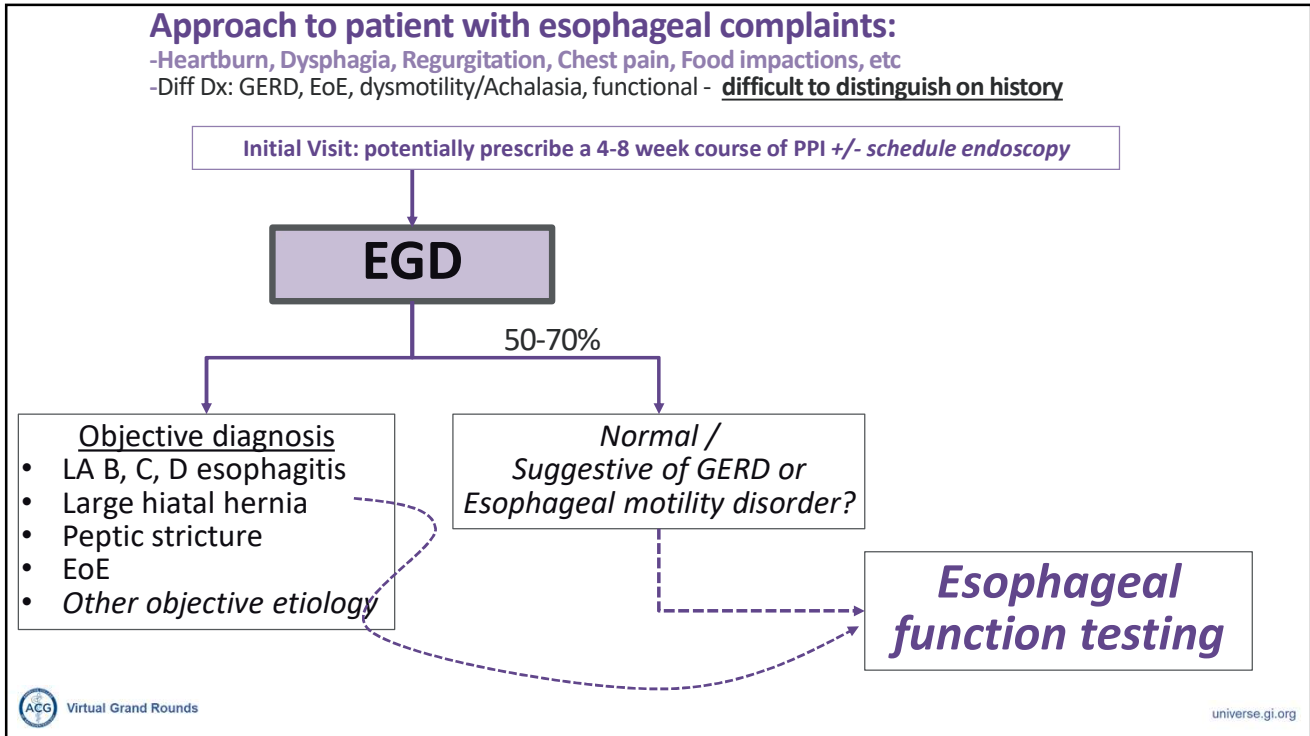 Approach to patient with esophageal complaints:
-Heartburn, Dysphagia, Regurgitation, Chest pain, Food impactions, etc
-Diff Dx: GERD, EoE, dysmotility/Achalasia, functional - difficult to distinguish on history
Initial Visit: potentially prescribe a 4-8 week course of PPI +/- schedule endoscopy
EGD
50-70%
Objective diagnosis
• LA B, C, D esophagitis
• Large hiatal hernia
• Peptic stricture
• EoE
• Other objective etiology
Normal /
Suggestive of GERD or
Esophageal motility disorder?
Esophageal
function testing
ACG Virtual Grand Rounds
universe.gi.org